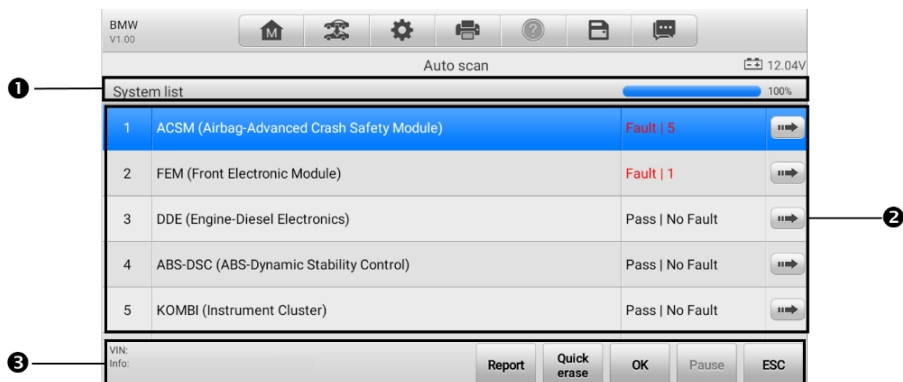 BMW
V1.00
M
?
Auto scan
12.04V
❶
System list
100%
1 ACSM (Airbag-Advanced Crash Safety Module) Fault | 5
2 FEM (Front Electronic Module) Fault | 1
3 DDE (Engine-Diesel Electronics) Pass | No Fault
❷
4 ABS-DSC (ABS-Dynamic Stability Control) Pass | No Fault
5 KOMBI (Instrument Cluster) Pass | No Fault
❸
VIN:
Info:
Report
Quick
erase
OK
Pause
ESC